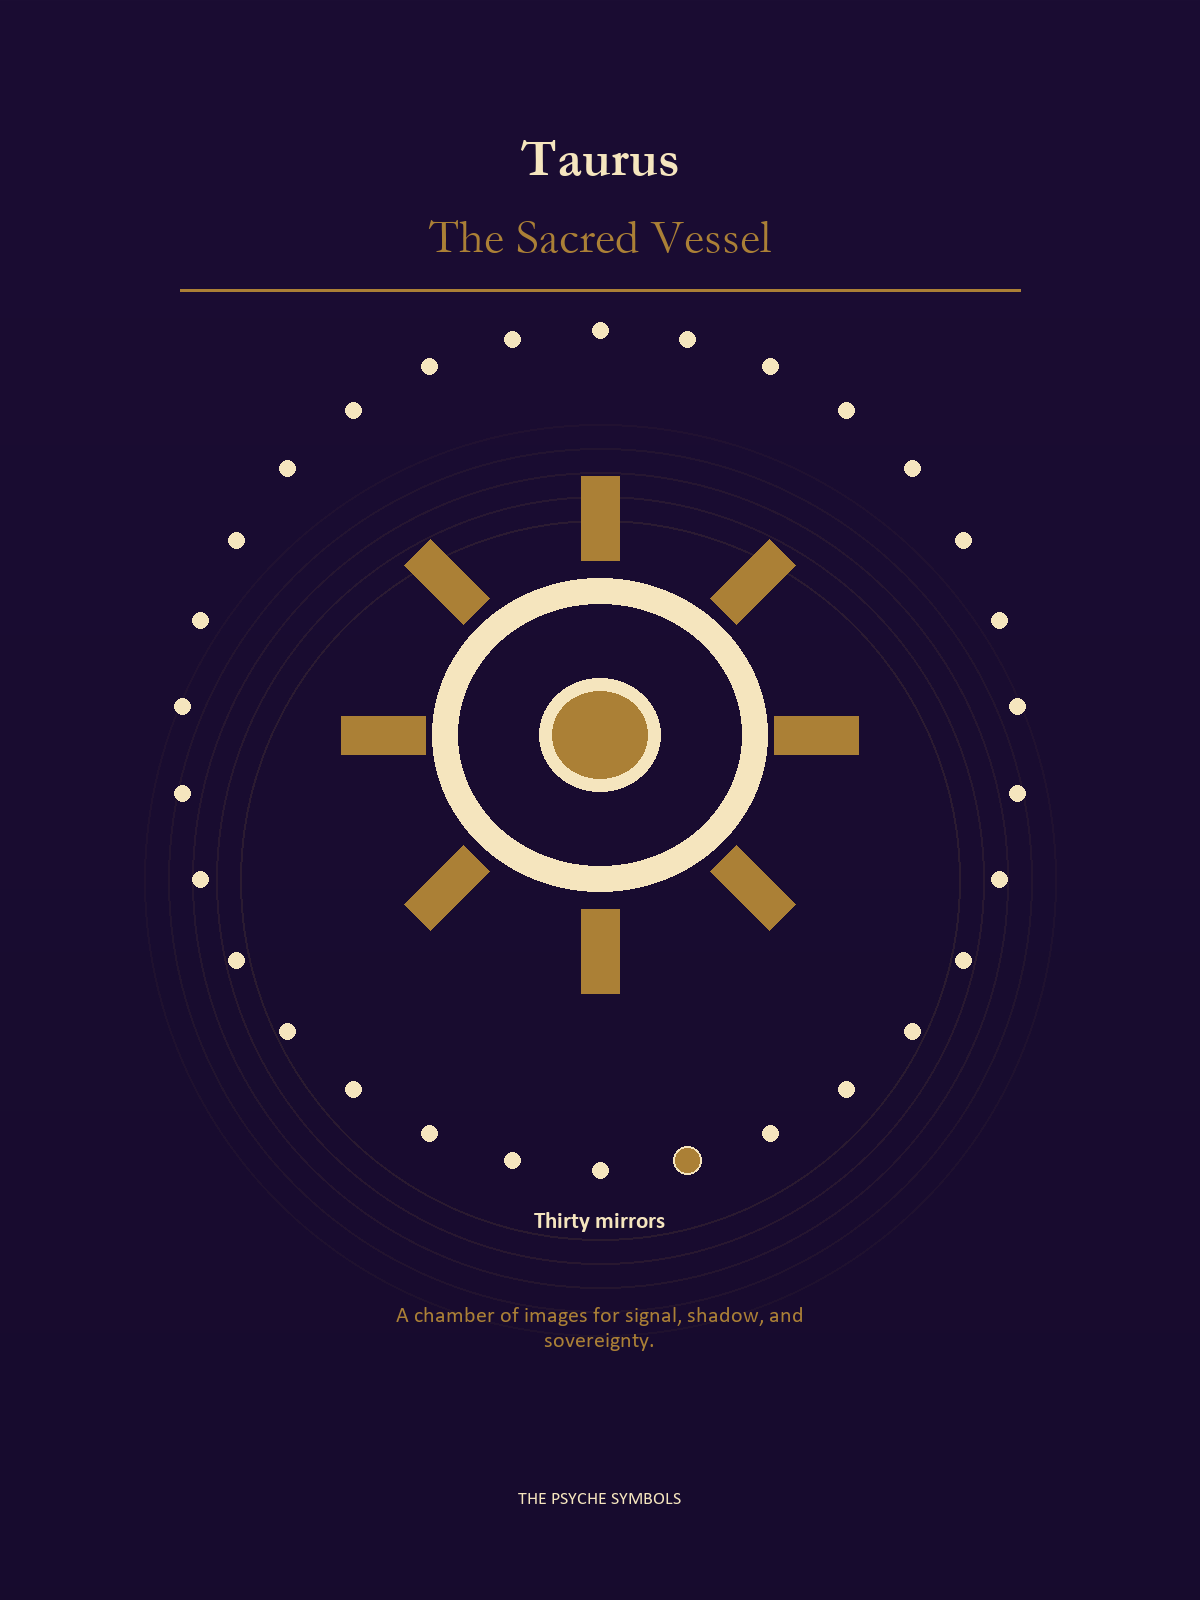 Taurus
The Sacred Vessel
Thirty mirrors
A chamber of images for signal, shadow, and
sovereignty.
THE PSYCHE SYMBOLS